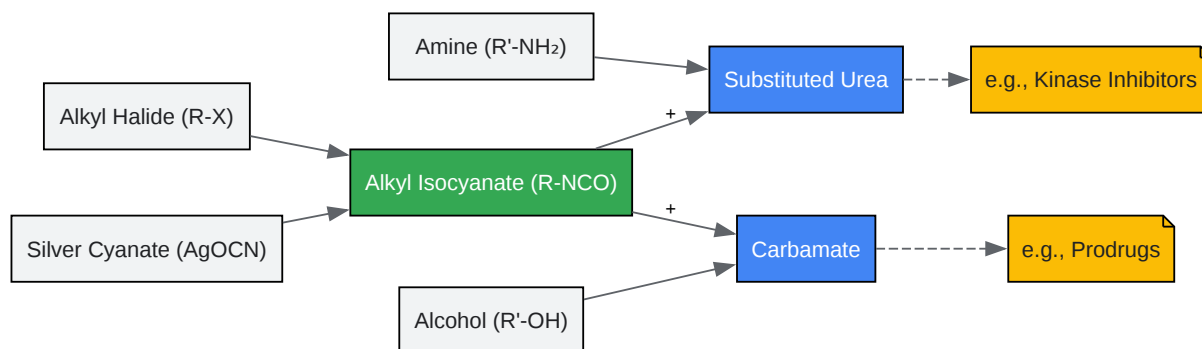 Amine (R'-NH₂)
Substituted Urea
e.g., Kinase Inhibitors
Alkyl Halide (R-X)
+
Alkyl Isocyanate (R-NCO)
+
Silver Cyanate (AgOCN)
Carbamate
e.g., Prodrugs
Alcohol (R'-OH)